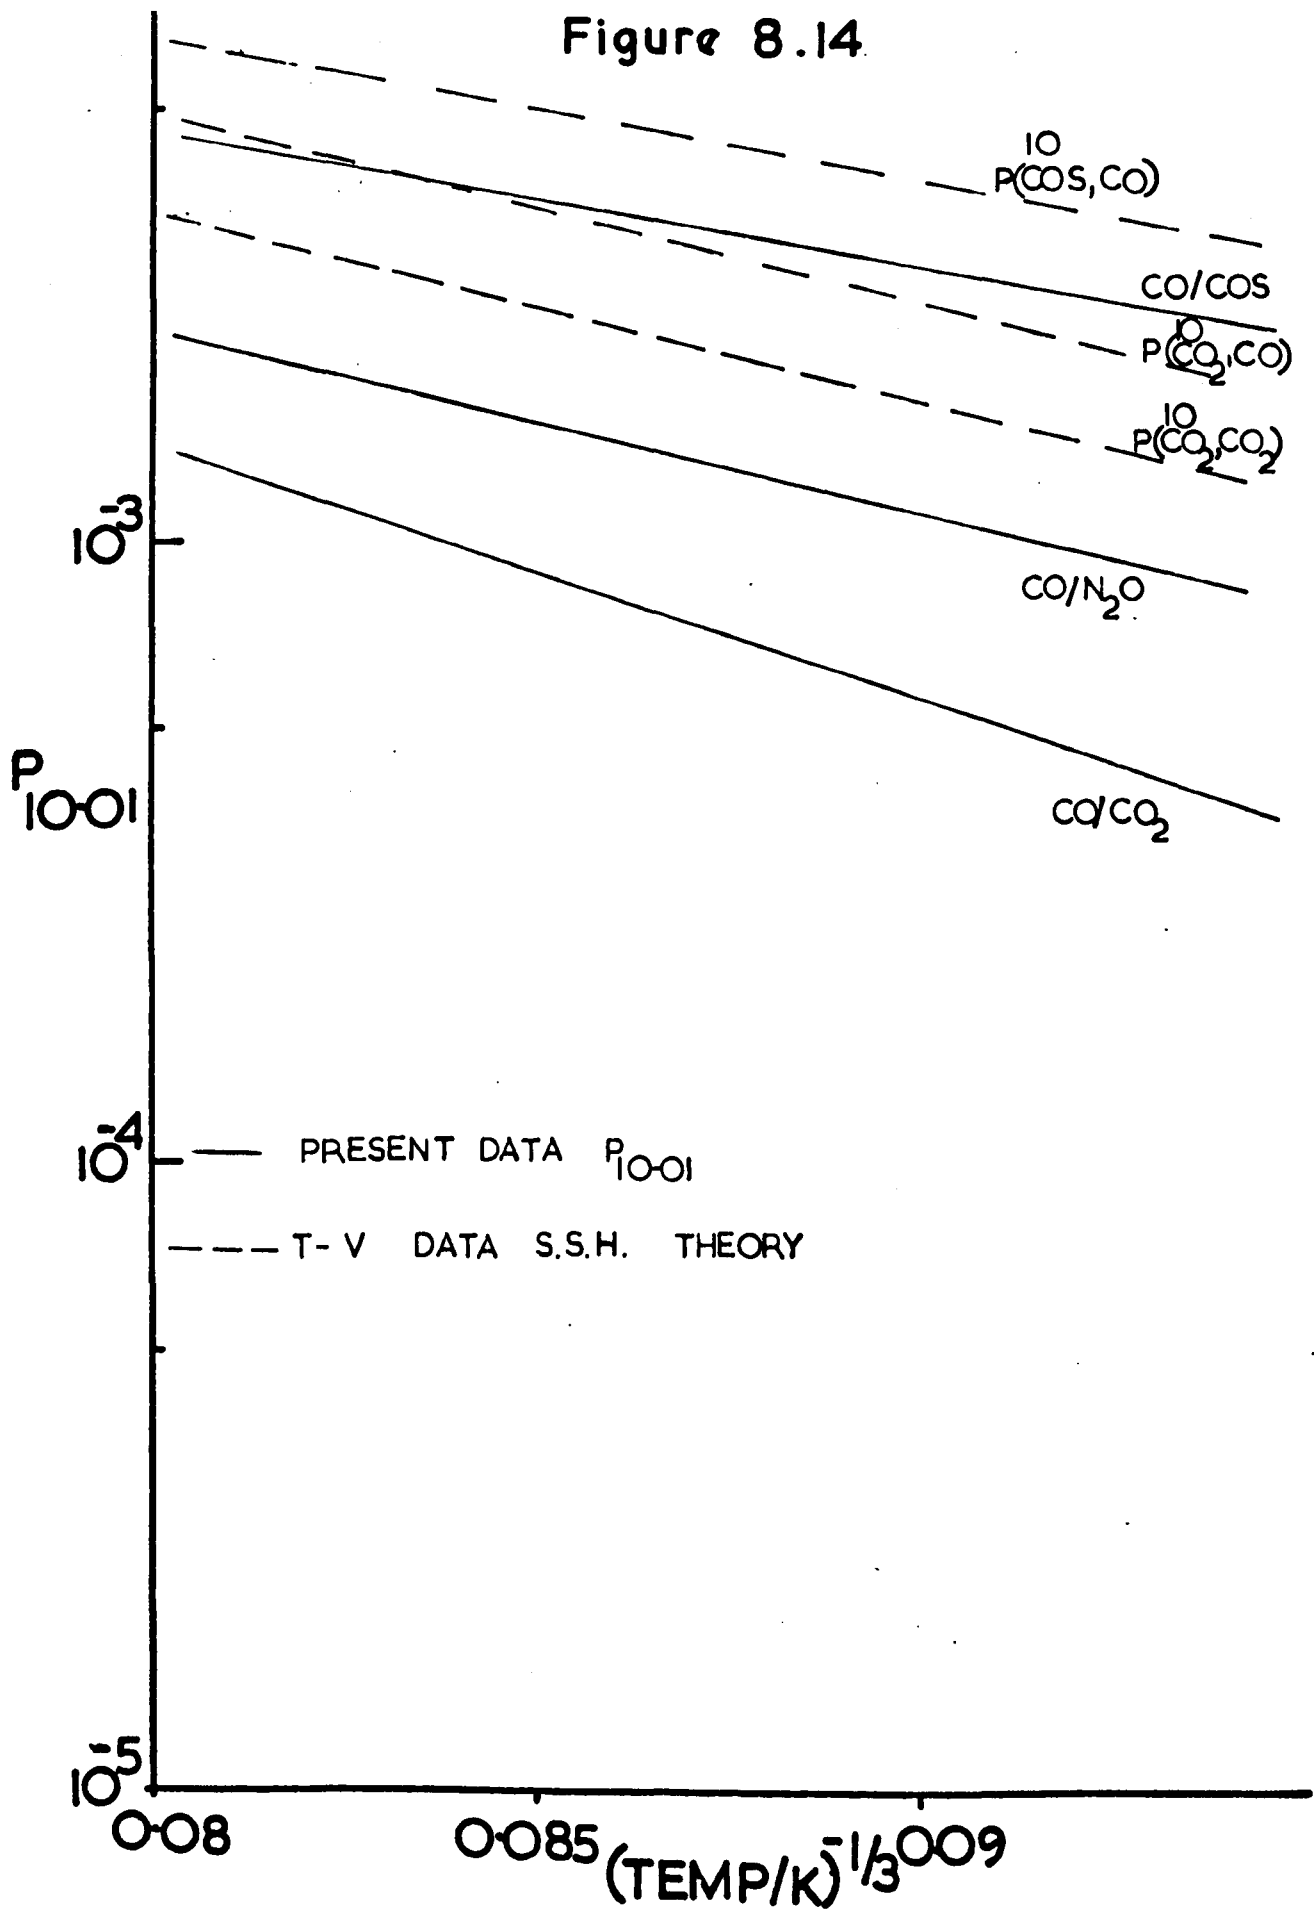 Figure 8.14
10
P(COS,CO)
CO/COS
10
P(CO₂,CO)
10
P(CO₂,CO₂)
10⁻³
CO/N₂O
P₁₀₋₀₁
CO/CO₂
10⁻⁴
PRESENT DATA P₁₀₋₀₁
T-V DATA S.S.H. THEORY
10⁻⁵
0·08
0·085
0·09
(TEMP/K)⁻¹/³